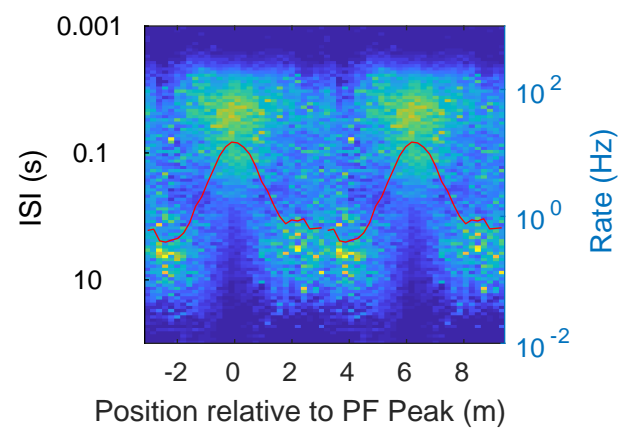 0.001
0.1
10
ISI (s)
10^2
10^0
10^-2
Rate (Hz)
-2 0 2 4 6 8
Position relative to PF Peak (m)